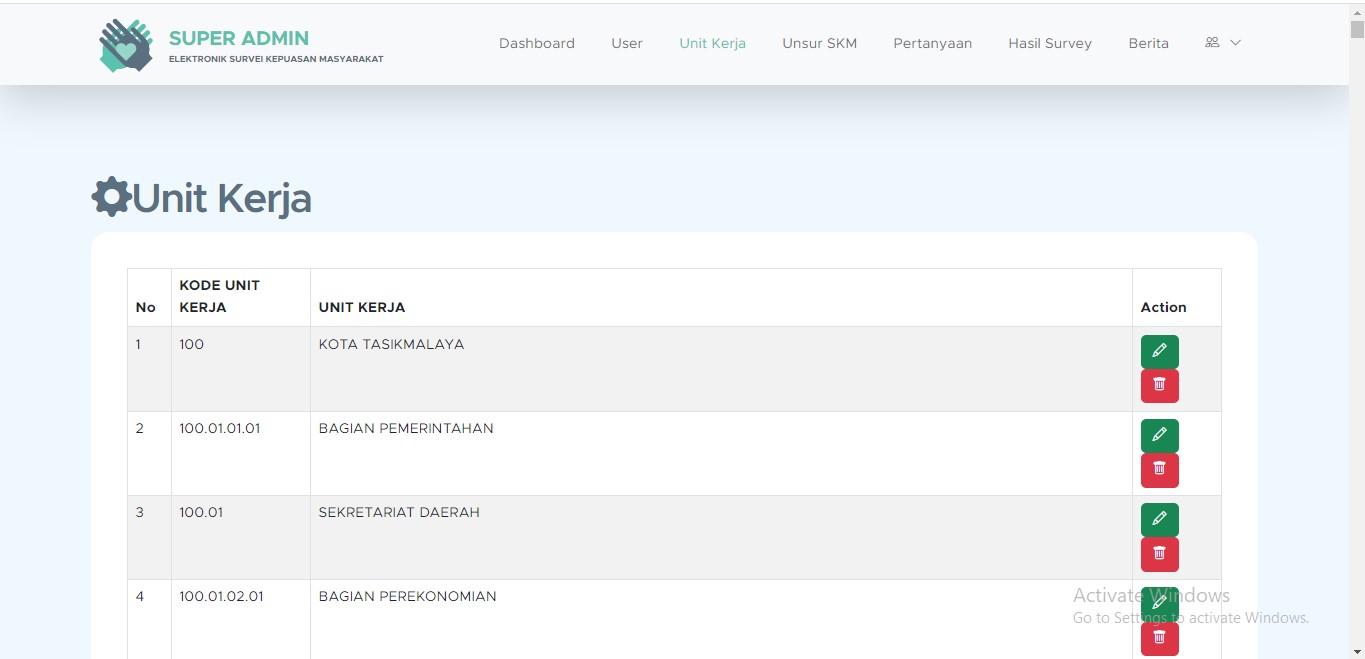 SUPER ADMIN
ELEKTRONIK SURVEI KEPUASAN MASYARAKAT
Dashboard User Unit Kerja Unsur SKM Pertanyaan Hasil Survey Berita
Unit Kerja
No KODE UNIT KERJA UNIT KERJA Action
1 100 KOTA TASIKMALAYA
2 100.01.01.01 BAGIAN PEMERINTAHAN
3 100.01 SEKRETARIAT DAERAH
4 100.01.02.01 BAGIAN PEREKONOMIAN
Activate Windows
Go to Settings to activate Windows.